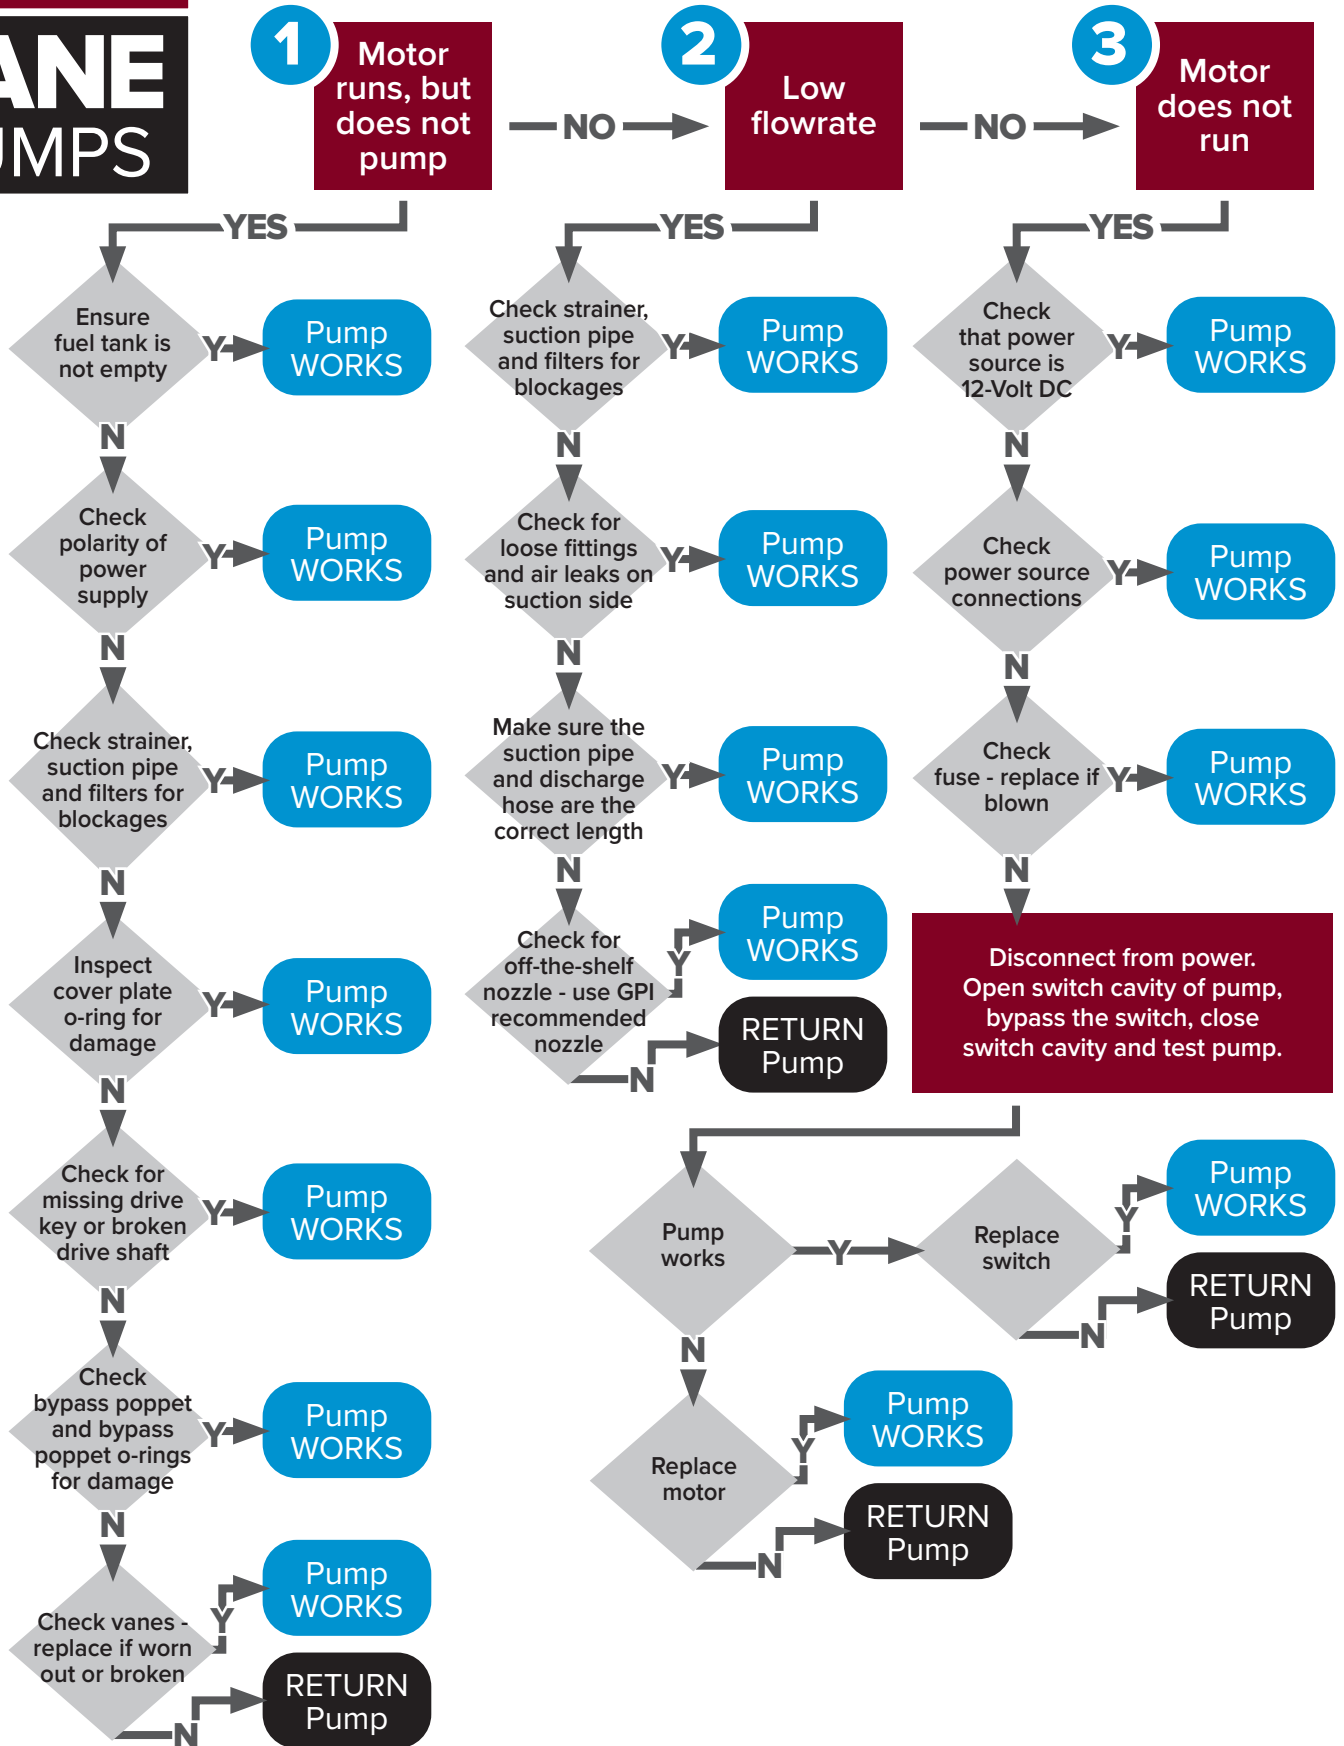 ANE
UMPS
1
Motor
runs, but
does not
pump
NO
2
Low
flowrate
NO
3
Motor
does not
run
YES
Ensure
fuel tank is
not empty
Y
Pump
WORKS
N
Check
polarity of
power
supply
Y
Pump
WORKS
N
Check strainer,
suction pipe
and filters for
blockages
Y
Pump
WORKS
N
Inspect
cover plate
o-ring for
damage
Y
Pump
WORKS
N
Check for
missing drive
key or broken
drive shaft
Y
Pump
WORKS
N
Check
bypass poppet
and bypass
poppet o-rings
for damage
Y
Pump
WORKS
N
Check vanes -
replace if worn
out or broken
Y
Pump
WORKS
N
RETURN
Pump
YES
Check strainer,
suction pipe
and filters for
blockages
Y
Pump
WORKS
N
Check for
loose fittings
and air leaks on
suction side
Y
Pump
WORKS
N
Make sure the
suction pipe
and discharge
hose are the
correct length
Y
Pump
WORKS
N
Check for
off-the-shelf
nozzle - use GPI
recommended
nozzle
Y
Pump
WORKS
N
RETURN
Pump
YES
Check
that power
source is
12-Volt DC
Y
Pump
WORKS
N
Check
power source
connections
Y
Pump
WORKS
N
Check
fuse - replace if
blown
Y
Pump
WORKS
N
Disconnect from power.
Open switch cavity of pump,
bypass the switch, close
switch cavity and test pump.
Pump
works
Y
Replace
switch
Y
Pump
WORKS
N
RETURN
Pump
N
Replace
motor
Y
Pump
WORKS
N
RETURN
Pump